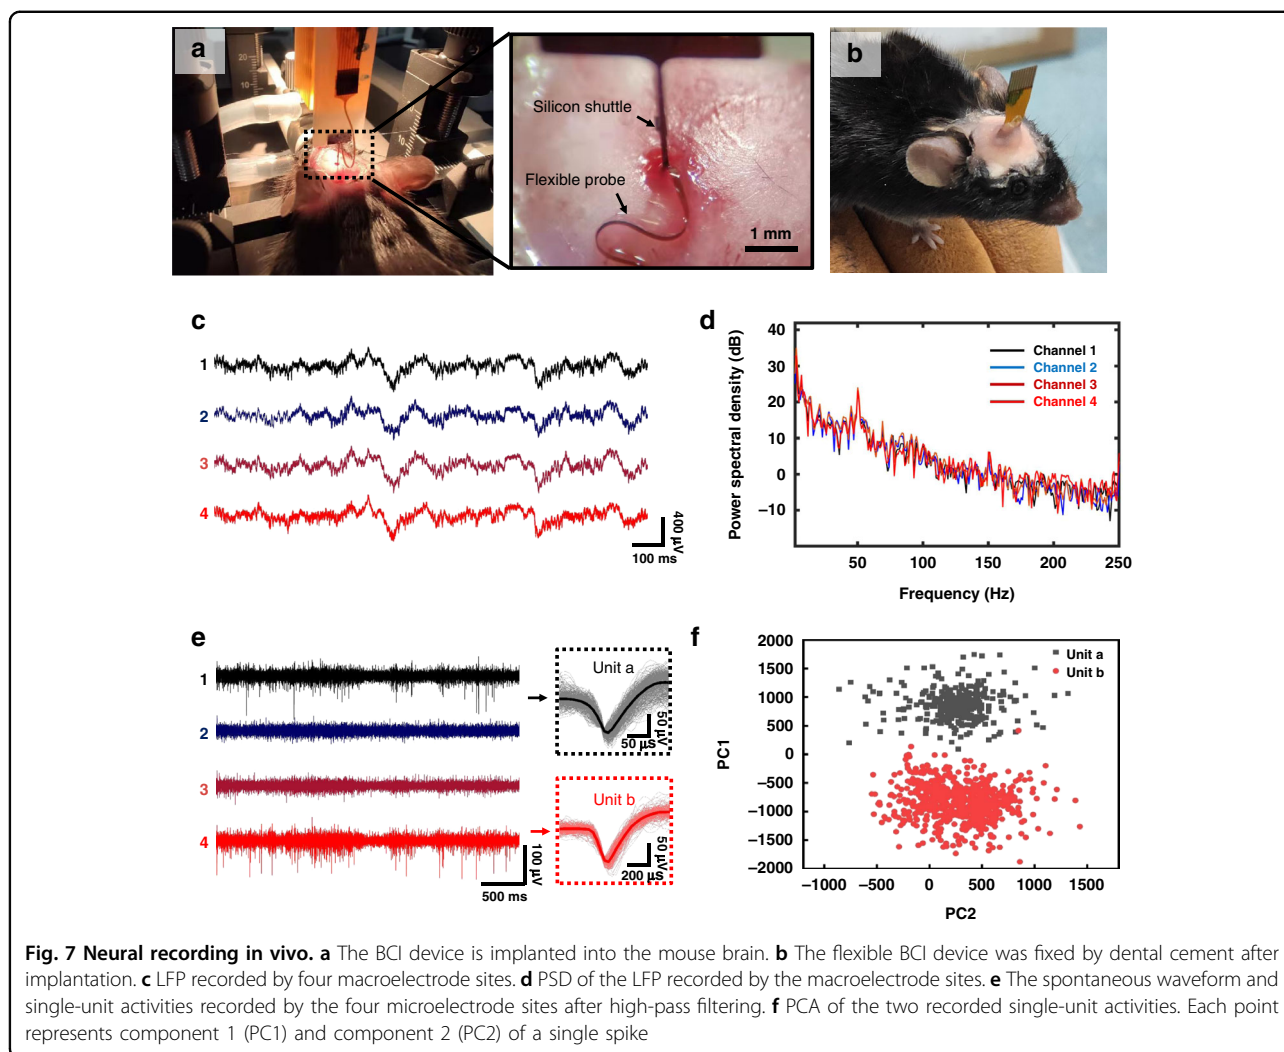 a
20
10
10
Silicon shuttle
Flexible probe
1 mm
b
c
1
2
3
4
400 µV
100 ms
d
Power spectral density (dB)
40
30
20
10
0
−10
50
100
150
200
250
Frequency (Hz)
Channel 1
Channel 2
Channel 3
Channel 4
e
1
2
3
4
100 µV
500 ms
Unit a
50 µV
50 µs
Unit b
50 µV
200 µs
f
PC1
2000
1500
1000
500
0
−500
−1000
−1500
−2000
−1000
−500
0
500
1000
1500
PC2
Unit a
Unit b
Fig. 7 Neural recording in vivo. a The BCI device is implanted into the mouse brain. b The flexible BCI device was fixed by dental cement after
implantation. c LFP recorded by four macroelectrode sites. d PSD of the LFP recorded by the macroelectrode sites. e The spontaneous waveform and
single-unit activities recorded by the four microelectrode sites after high-pass filtering. f PCA of the two recorded single-unit activities. Each point
represents component 1 (PC1) and component 2 (PC2) of a single spike